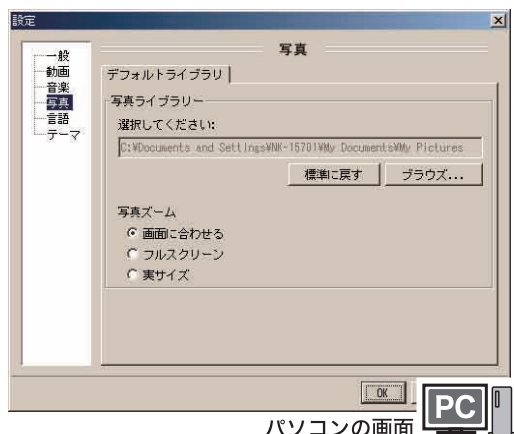 設定
一般
動画
音楽
写真
言語
テーマ
写真
デフォルトライブラリ
写真ライブラリー
選択してください:
C:¥Documents and Settings¥NK-15701¥My Documents¥My Pictures
標準に戻す ブラウズ...
写真ズーム
画面に合わせる
フルスクリーン
実サイズ
OK
パソコンの画面 PC